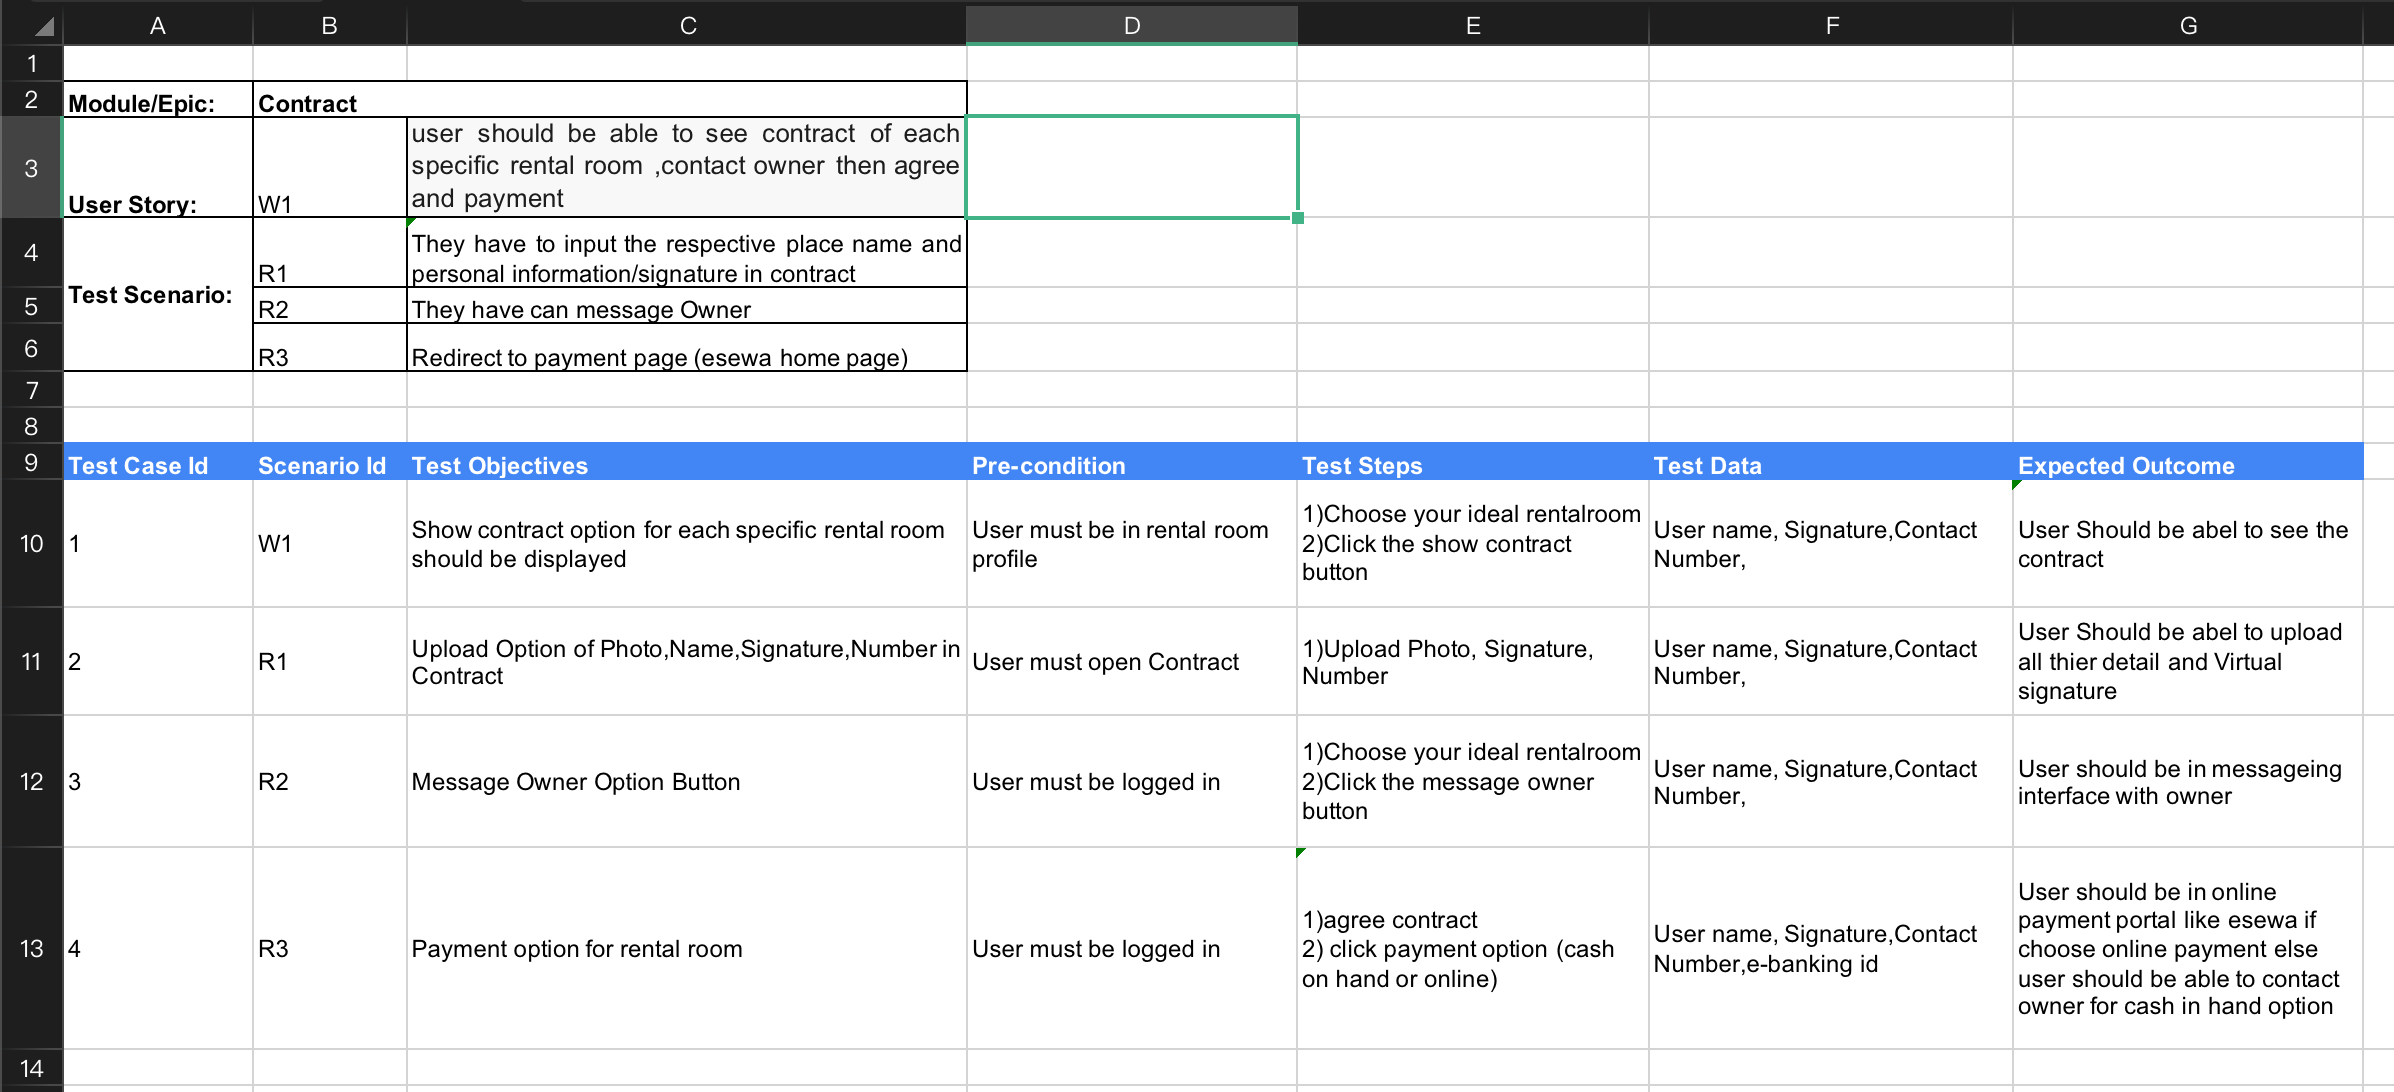 A B C D E F G
1
2 Module/Epic: Contract
3 User Story: W1 user should be able to see contract of each
specific rental room ,contact owner then agree
and payment
4 Test Scenario: R1 They have to input the respective place name and
personal information/signature in contract
5 R2 They have can message Owner
6 R3 Redirect to payment page (esewa home page)
7
8
9 Test Case Id Scenario Id Test Objectives Pre-condition Test Steps Test Data Expected Outcome
10 1 W1 Show contract option for each specific rental room
should be displayed
User must be in rental room
profile
1)Choose your ideal rentalroom
2)Click the show contract
button
User name, Signature,Contact
Number,
User Should be abel to see the
contract
11 2 R1 Upload Option of Photo,Name,Signature,Number in
Contract
User must open Contract
1)Upload Photo, Signature,
Number
User name, Signature,Contact
Number,
User Should be abel to upload
all thier detail and Virtual
signature
12 3 R2 Message Owner Option Button
User must be logged in
1)Choose your ideal rentalroom
2)Click the message owner
button
User name, Signature,Contact
Number,
User should be in messageing
interface with owner
13 4 R3 Payment option for rental room
User must be logged in
1)agree contract
2) click payment option (cash
on hand or online)
User name, Signature,Contact
Number,e-banking id
User should be in online
payment portal like esewa if
choose online payment else
user should be able to contact
owner for cash in hand option
14